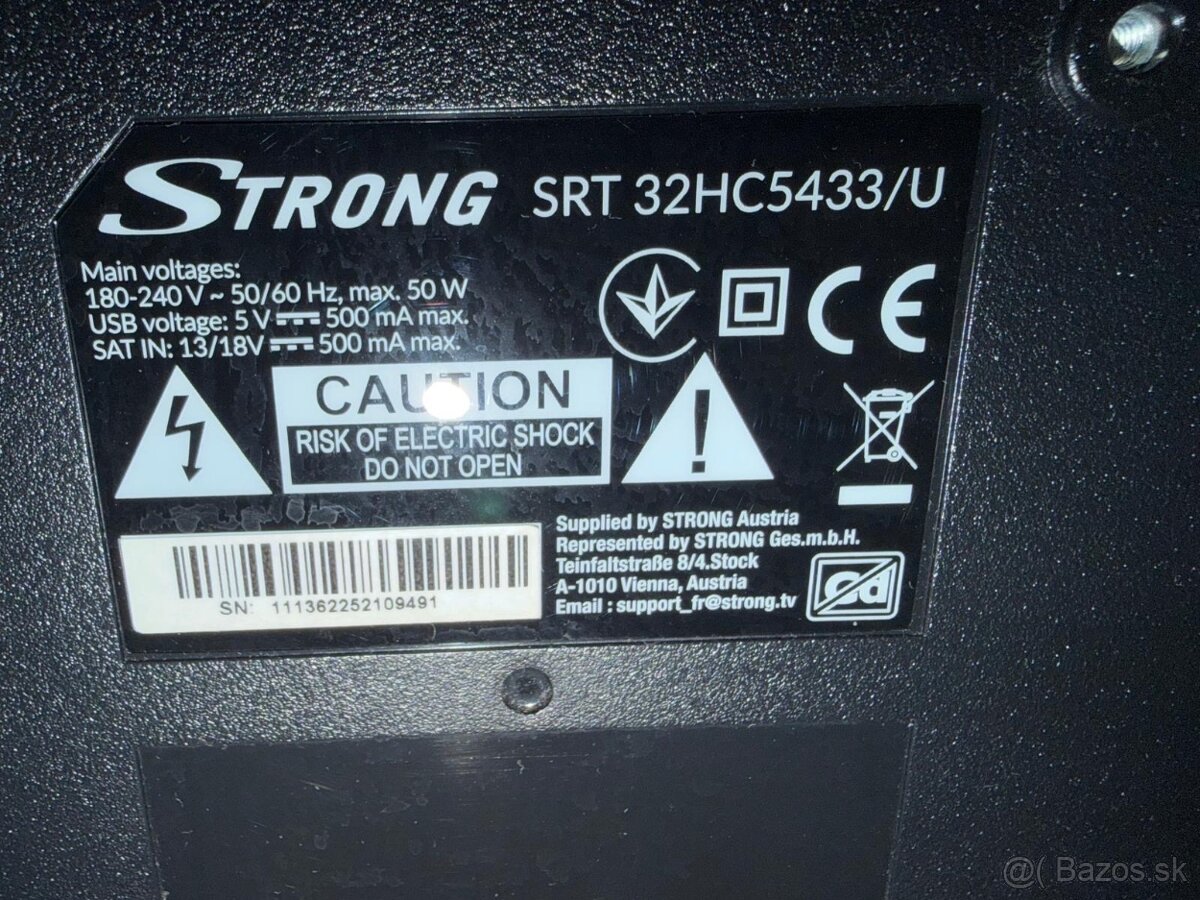 STRONG SRT 32HC5433/U
Main voltages:
180-240 V ~ 50/60 Hz, max. 50 W
USB voltage: 5 V⎓500 mA max.
SAT IN: 13/18V⎓500 mA max.
CE
CAUTION
RISK OF ELECTRIC SHOCK
DO NOT OPEN
!
SN: 111362252109491
Supplied by STRONG Austria
Represented by STRONG Ges.m.b.H.
Teinfaltstraße 8/4.Stock
A-1010 Vienna, Austria
Email : support_fr@strong.tv
Pb
Bazos.sk